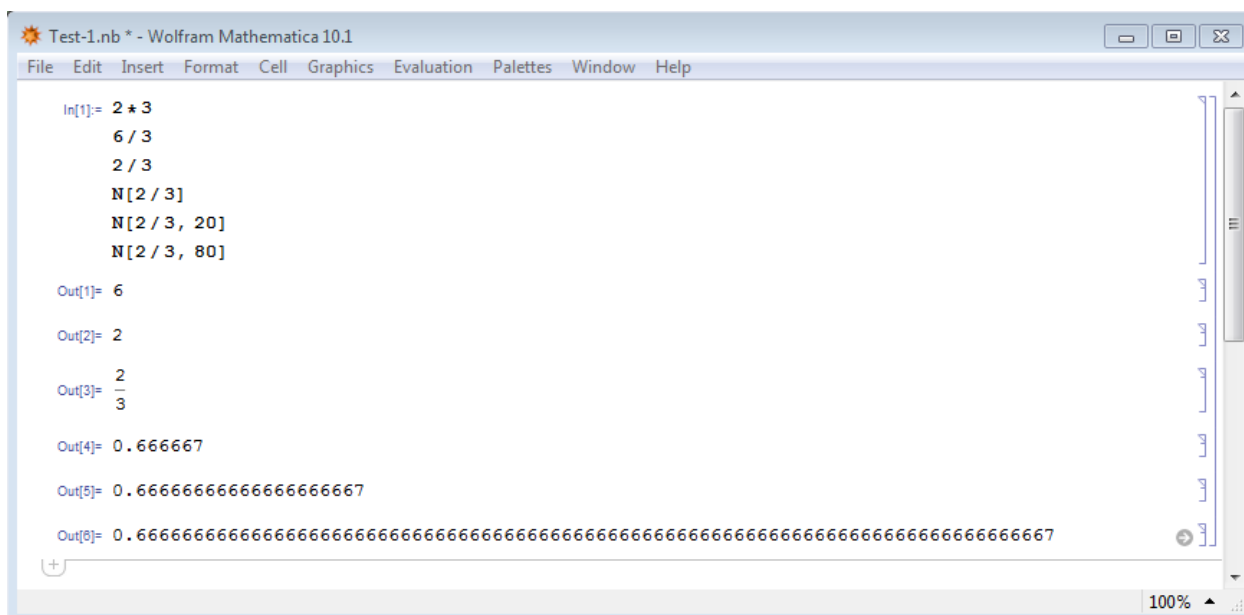 Test-1.nb * - Wolfram Mathematica 10.1
File Edit Insert Format Cell Graphics Evaluation Palettes Window Help
In[1]:= 2 * 3
6 / 3
2 / 3
N[2 / 3]
N[2 / 3, 20]
N[2 / 3, 80]
Out[1]= 6
Out[2]= 2
Out[3]= 2
3
Out[4]= 0.666667
Out[5]= 0.66666666666666666667
Out[6]= 0.66666666666666666666666666666666666666666666666666666666666666666666666666666667
100%